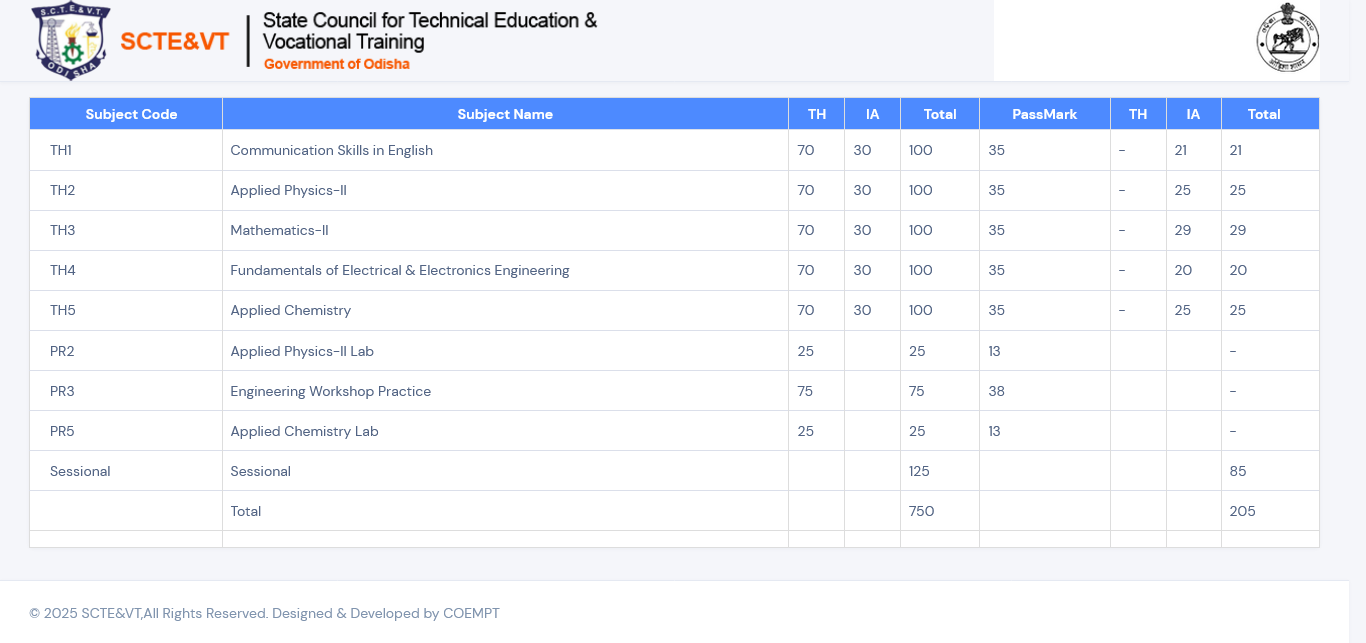 S.C.T.E.&V.T.
ODISHA
SCTE&VT
State Council for Technical Education &
Vocational Training
Government of Odisha
Subject Code Subject Name TH IA Total PassMark TH IA Total
TH1 Communication Skills in English 70 30 100 35 - 21 21
TH2 Applied Physics-II 70 30 100 35 - 25 25
TH3 Mathematics-II 70 30 100 35 - 29 29
TH4 Fundamentals of Electrical & Electronics Engineering 70 30 100 35 - 20 20
TH5 Applied Chemistry 70 30 100 35 - 25 25
PR2 Applied Physics-II Lab 25 25 13 -
PR3 Engineering Workshop Practice 75 75 38 -
PR5 Applied Chemistry Lab 25 25 13 -
Sessional Sessional 125 85
Total 750 205
© 2025 SCTE&VT,All Rights Reserved. Designed & Developed by COEMPT